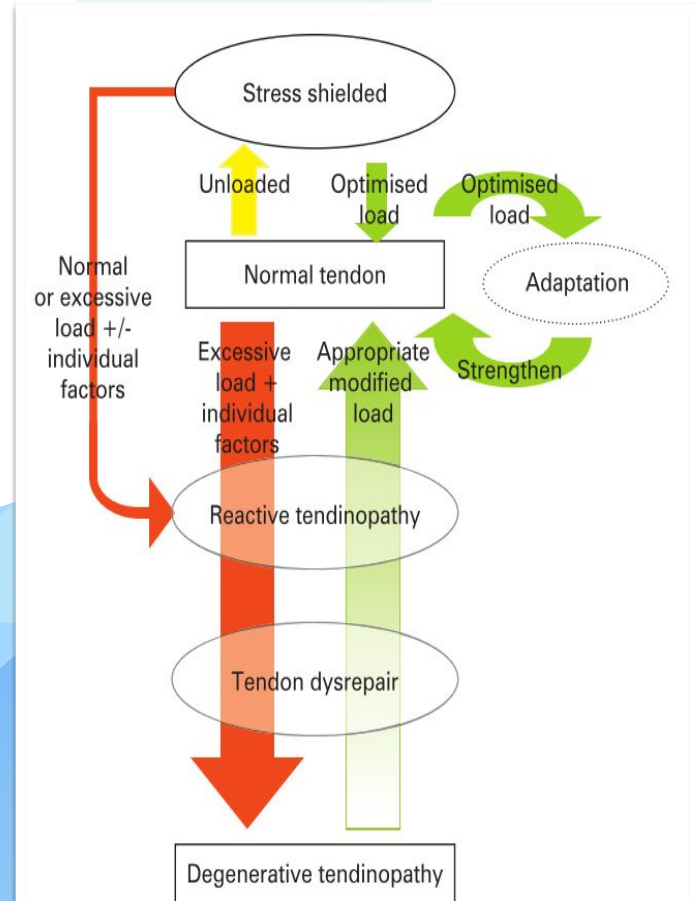 Stress shielded
Unloaded
Optimised
load
Optimised
load
Normal tendon
Adaptation
Normal
or excessive
load +/-
individual
factors
Excessive
load +
individual
factors
Appropriate
modified
load
Strengthen
Reactive tendinopathy
Tendon dysrepair
Degenerative tendinopathy